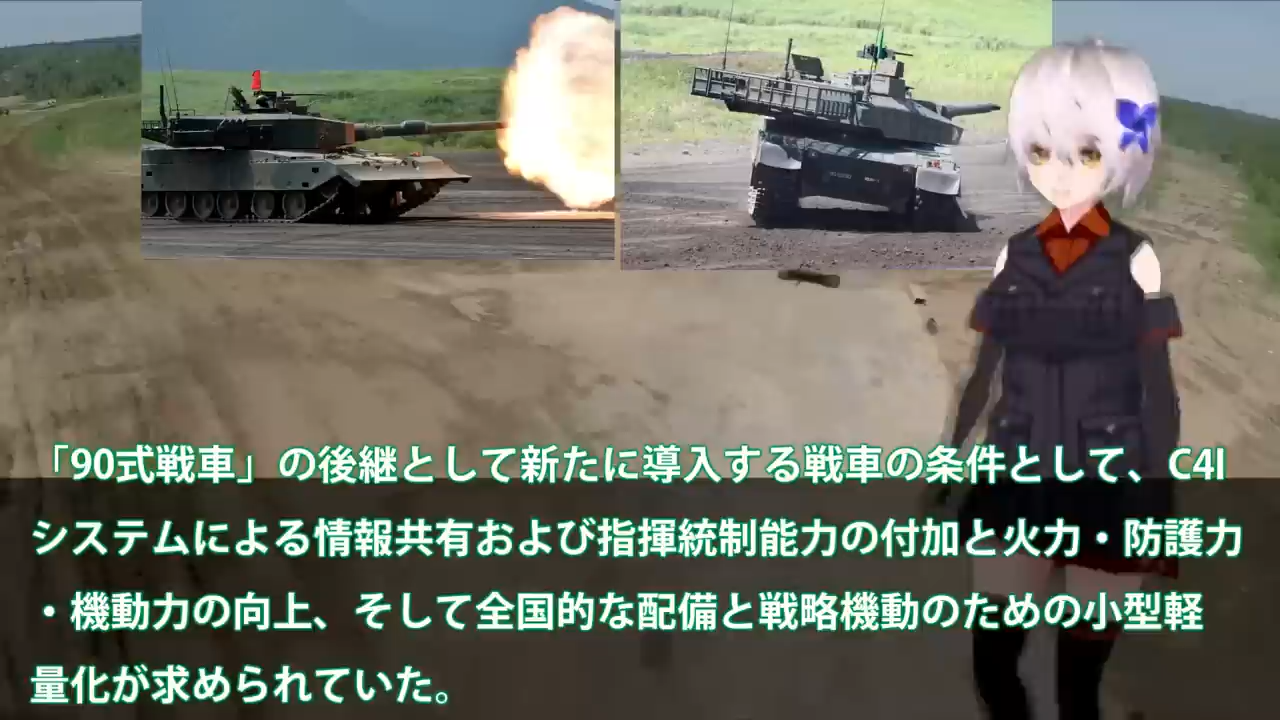 「90式戦車」の後継として新たに導入する戦車の条件として、C4I
システムによる情報共有および指揮統制能力の付加と火力・防護力
・機動力の向上、そして全国的な配備と戦略機動のための小型軽
量化が求められていた。